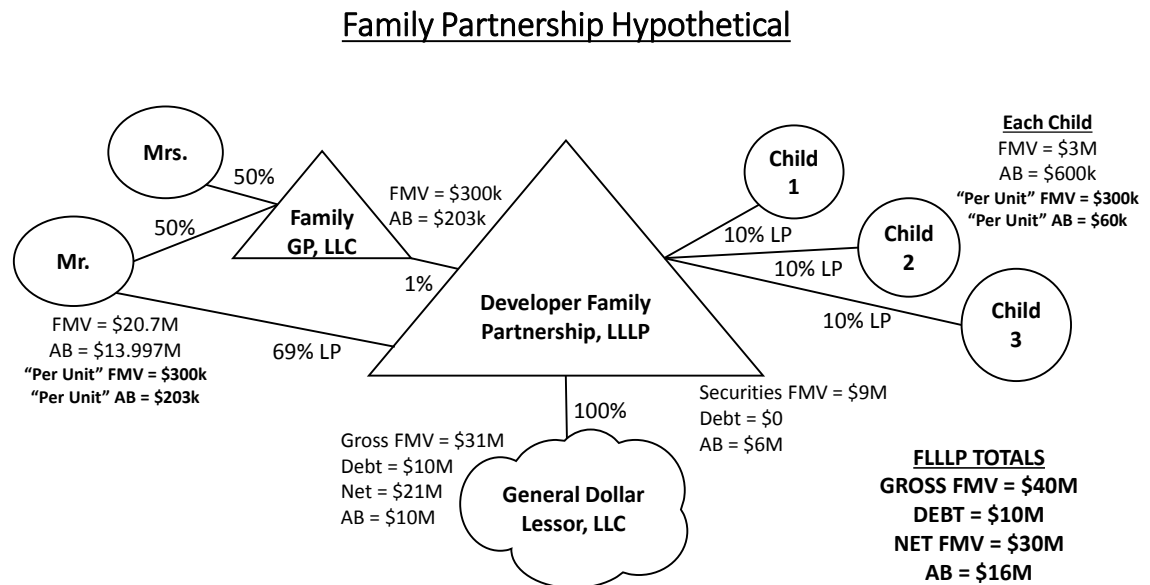 Family Partnership Hypothetical
Mrs.
50%
50%
Family
GP, LLC
FMV = $300k
AB = $203k
1%
Mr.
FMV = $20.7M
AB = $13.997M
“Per Unit” FMV = $300k
“Per Unit” AB = $203k
69% LP
Developer Family
Partnership, LLLP
Child
1
10% LP
Child
2
10% LP
Child
3
10% LP
Each Child
FMV = $3M
AB = $600k
“Per Unit” FMV = $300k
“Per Unit” AB = $60k
100%
Gross FMV = $31M
Debt = $10M
Net = $21M
AB = $10M
General Dollar
Lessor, LLC
Securities FMV = $9M
Debt = $0
AB = $6M
FLLLP TOTALS
GROSS FMV = $40M
DEBT = $10M
NET FMV = $30M
AB = $16M